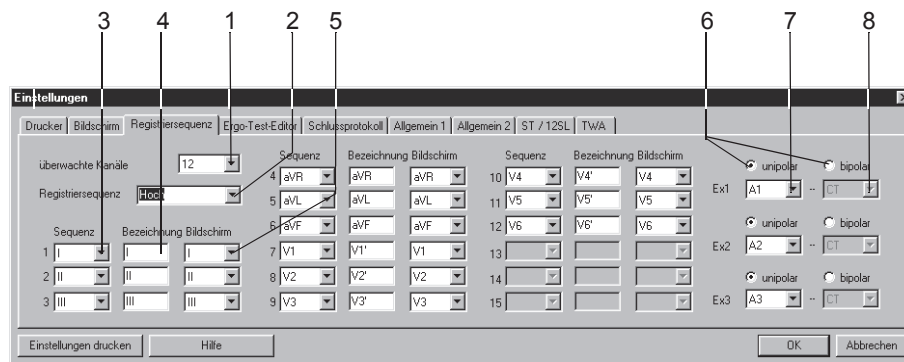 3 4 1 2 5 6 7 8
Einstellungen
Drucker Bildschirm Registriersequenz Ergo-Test-Editor Schlussprotokoll Allgemein 1 Allgemein 2 ST / 12SL TWA
überwachte Kanäle 12
Registriersequenz Hoch
Sequenz Bezeichnung Bildschirm
1 I I I
2 II II II
3 III III III
Sequenz Bezeichnung Bildschirm
4 aVR aVR aVR
5 aVL aVL aVL
6 aVF aVF aVF
7 V1 V1' V1
8 V2 V2' V2
9 V3 V3' V3
Sequenz Bezeichnung Bildschirm
10 V4 V4' V4
11 V5 V5' V5
12 V6 V6' V6
13
14
15
unipolar bipolar
Ex1 A1 -- CT
unipolar bipolar
Ex2 A2 -- CT
unipolar bipolar
Ex3 A3 -- CT
Einstellungen drucken Hilfe OK Abbrechen